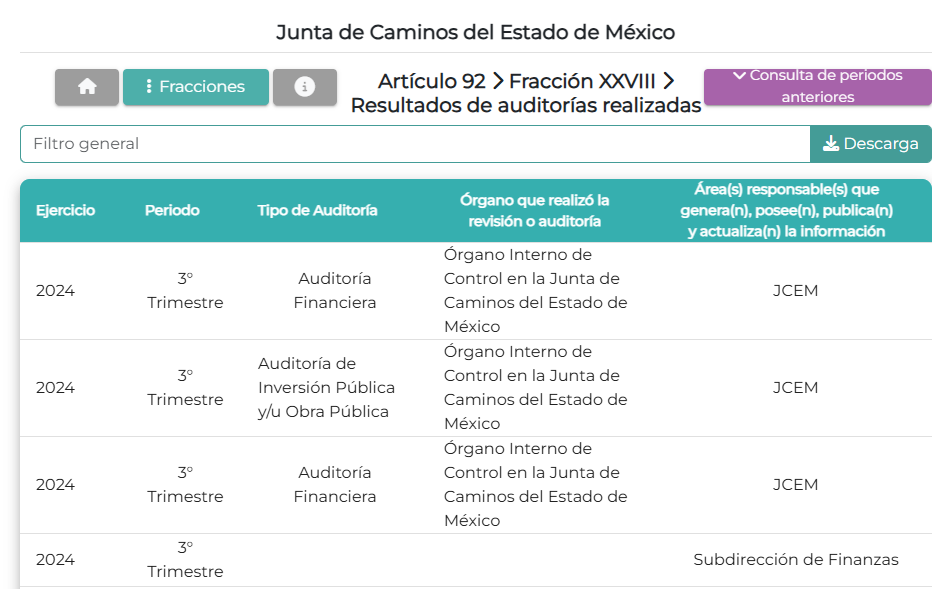 Junta de Caminos del Estado de México
Fracciones
Artículo 92 > Fracción XXVIII >
Resultados de auditorías realizadas
Consulta de periodos
anteriores
Filtro general
Descarga
Ejercicio
Periodo
Tipo de Auditoría
Órgano que realizó la
revisión o auditoría
Área(s) responsable(s) que
genera(n), posee(n), publica(n)
y actualiza(n) la información
2024
3°
Trimestre
Auditoría
Financiera
Órgano Interno de
Control en la Junta de
Caminos del Estado de
México
JCEM
2024
3°
Trimestre
Auditoría de
Inversión Pública
y/u Obra Pública
Órgano Interno de
Control en la Junta de
Caminos del Estado de
México
JCEM
2024
3°
Trimestre
Auditoría
Financiera
Órgano Interno de
Control en la Junta de
Caminos del Estado de
México
JCEM
2024
3°
Trimestre
Subdirección de Finanzas